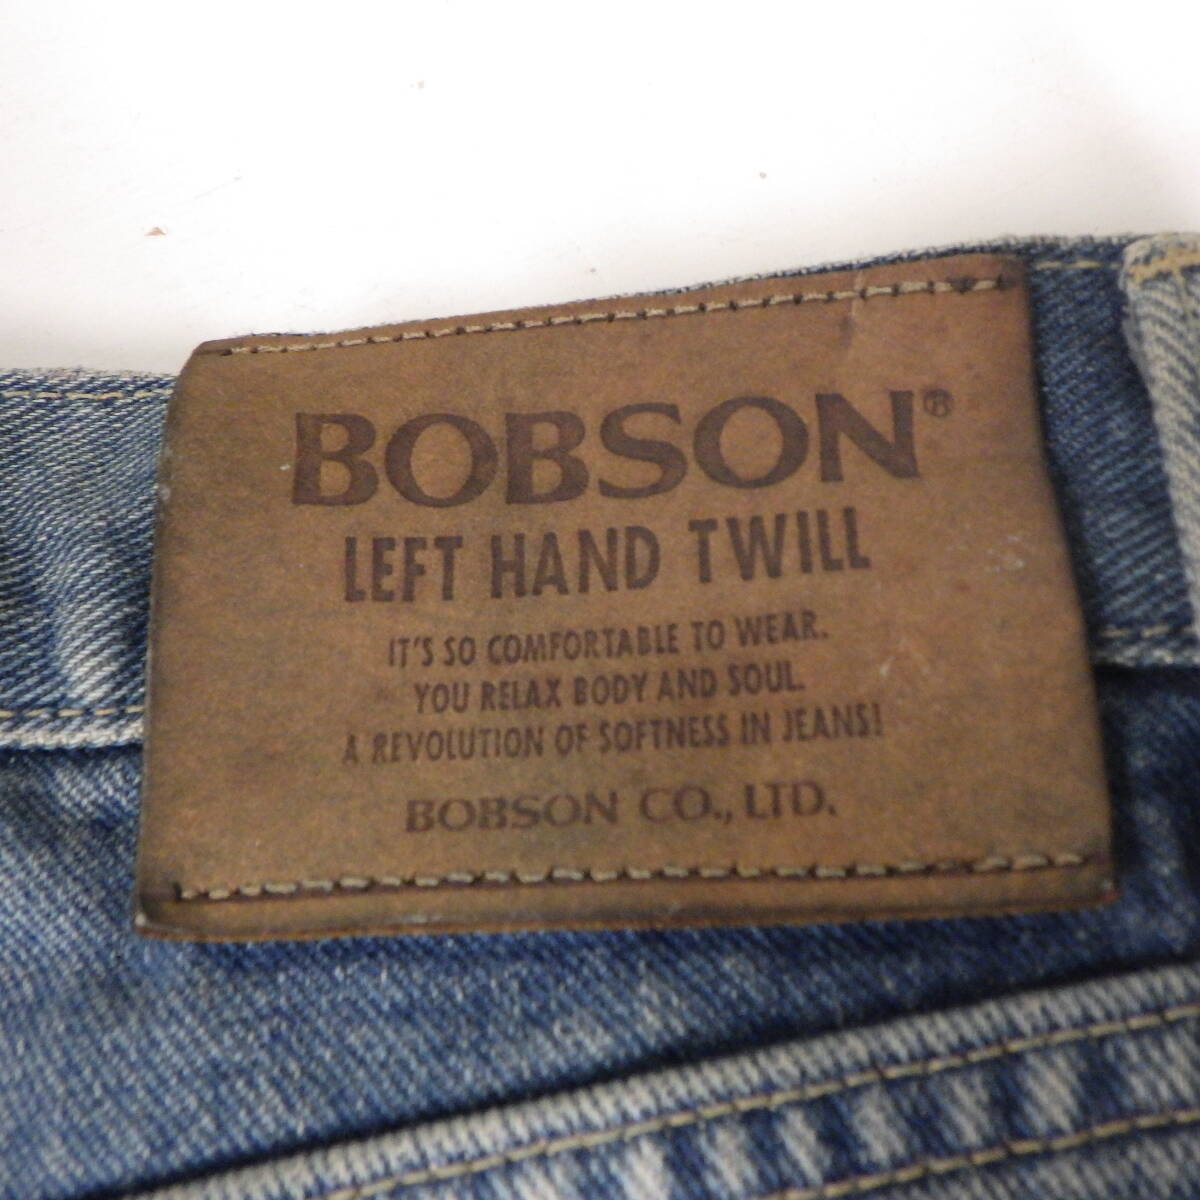 BOBSON®
LEFT HAND TWILL
IT'S SO COMFORTABLE TO WEAR.
YOU RELAX BODY AND SOUL.
A REVOLUTION OF SOFTNESS IN JEANS!
BOBSON CO., LTD.